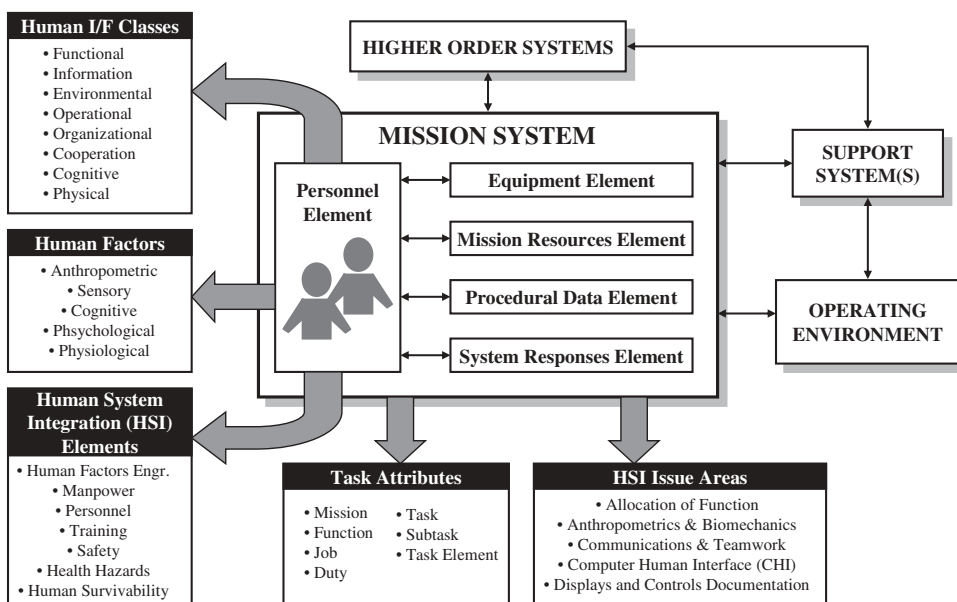 Human I/F Classes
• Functional
• Information
• Environmental
• Operational
• Organizational
• Cooperation
• Cognitive
• Physical
Human Factors
• Anthropometric
• Sensory
• Cognitive
• Phsychological
• Physiological
Human System
Integration (HSI)
Elements
• Human Factors Engr.
• Manpower
• Personnel
• Training
• Safety
• Health Hazards
• Human Survivability
HIGHER ORDER SYSTEMS
MISSION SYSTEM
Personnel
Element
Equipment Element
Mission Resources Element
Procedural Data Element
System Responses Element
SUPPORT
SYSTEM(S)
OPERATING
ENVIRONMENT
Task Attributes
• Mission
• Function
• Job
• Duty
• Task
• Subtask
• Task Element
HSI Issue Areas
• Allocation of Function
• Anthropometrics & Biomechanics
• Communications & Teamwork
• Computer Human Interface (CHI)
• Displays and Controls Documentation